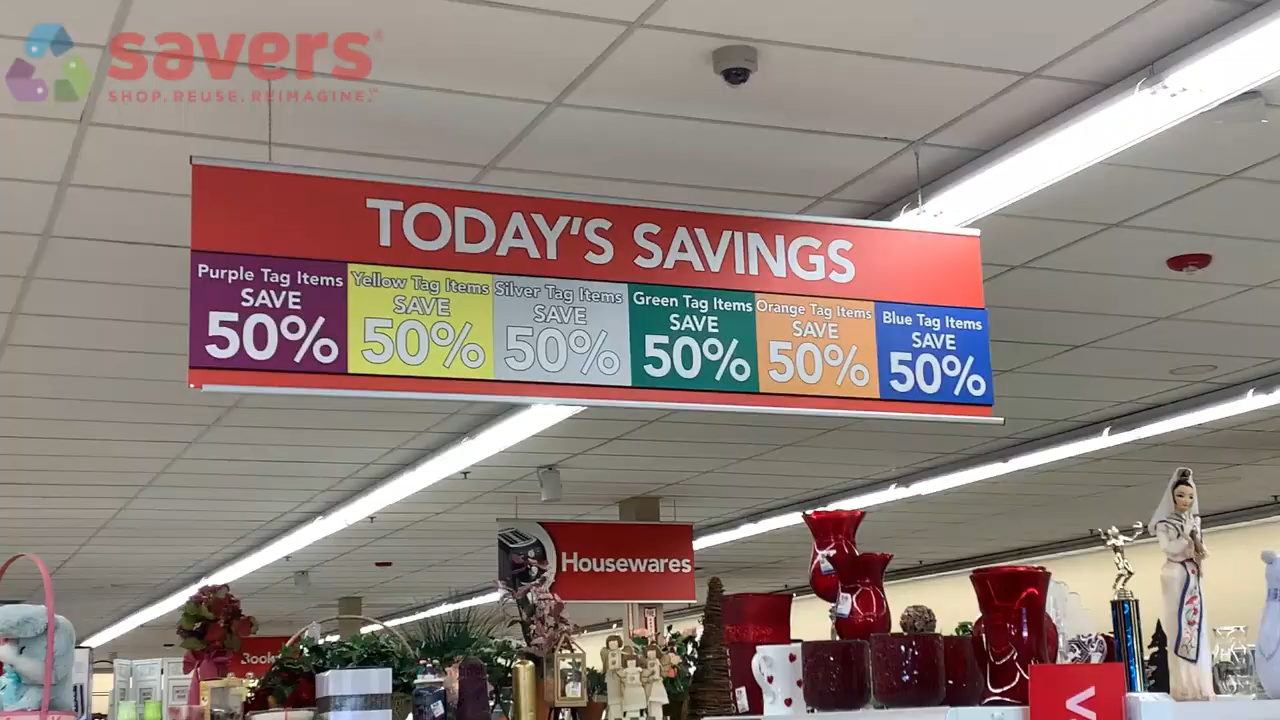 savers®
SHOP. REUSE. REIMAGINE.
TODAY'S SAVINGS
Purple Tag Items
SAVE
50%
Yellow Tag Items
SAVE
50%
Silver Tag Items
SAVE
50%
Green Tag Items
SAVE
50%
Orange Tag Items
SAVE
50%
Blue Tag Items
SAVE
50%
Housewares
Book